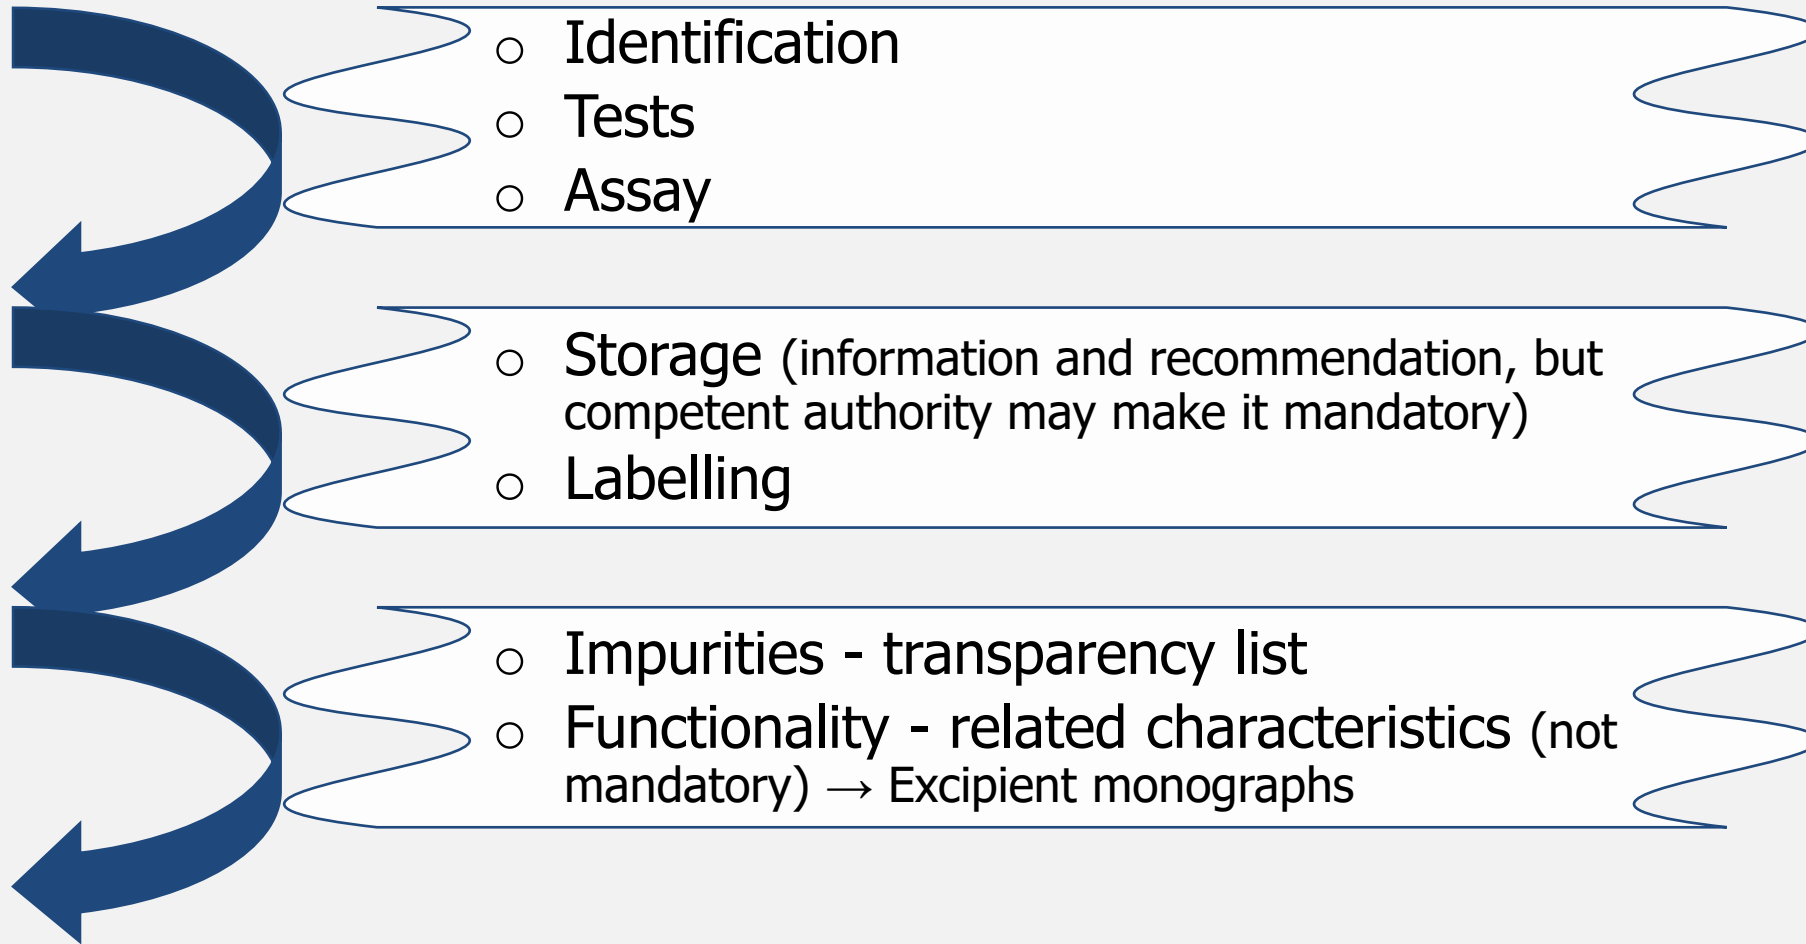 ○ Identification
○ Tests
○ Assay
○ Storage (information and recommendation, but
competent authority may make it mandatory)
○ Labelling
○ Impurities - transparency list
○ Functionality - related characteristics (not
mandatory) → Excipient monographs